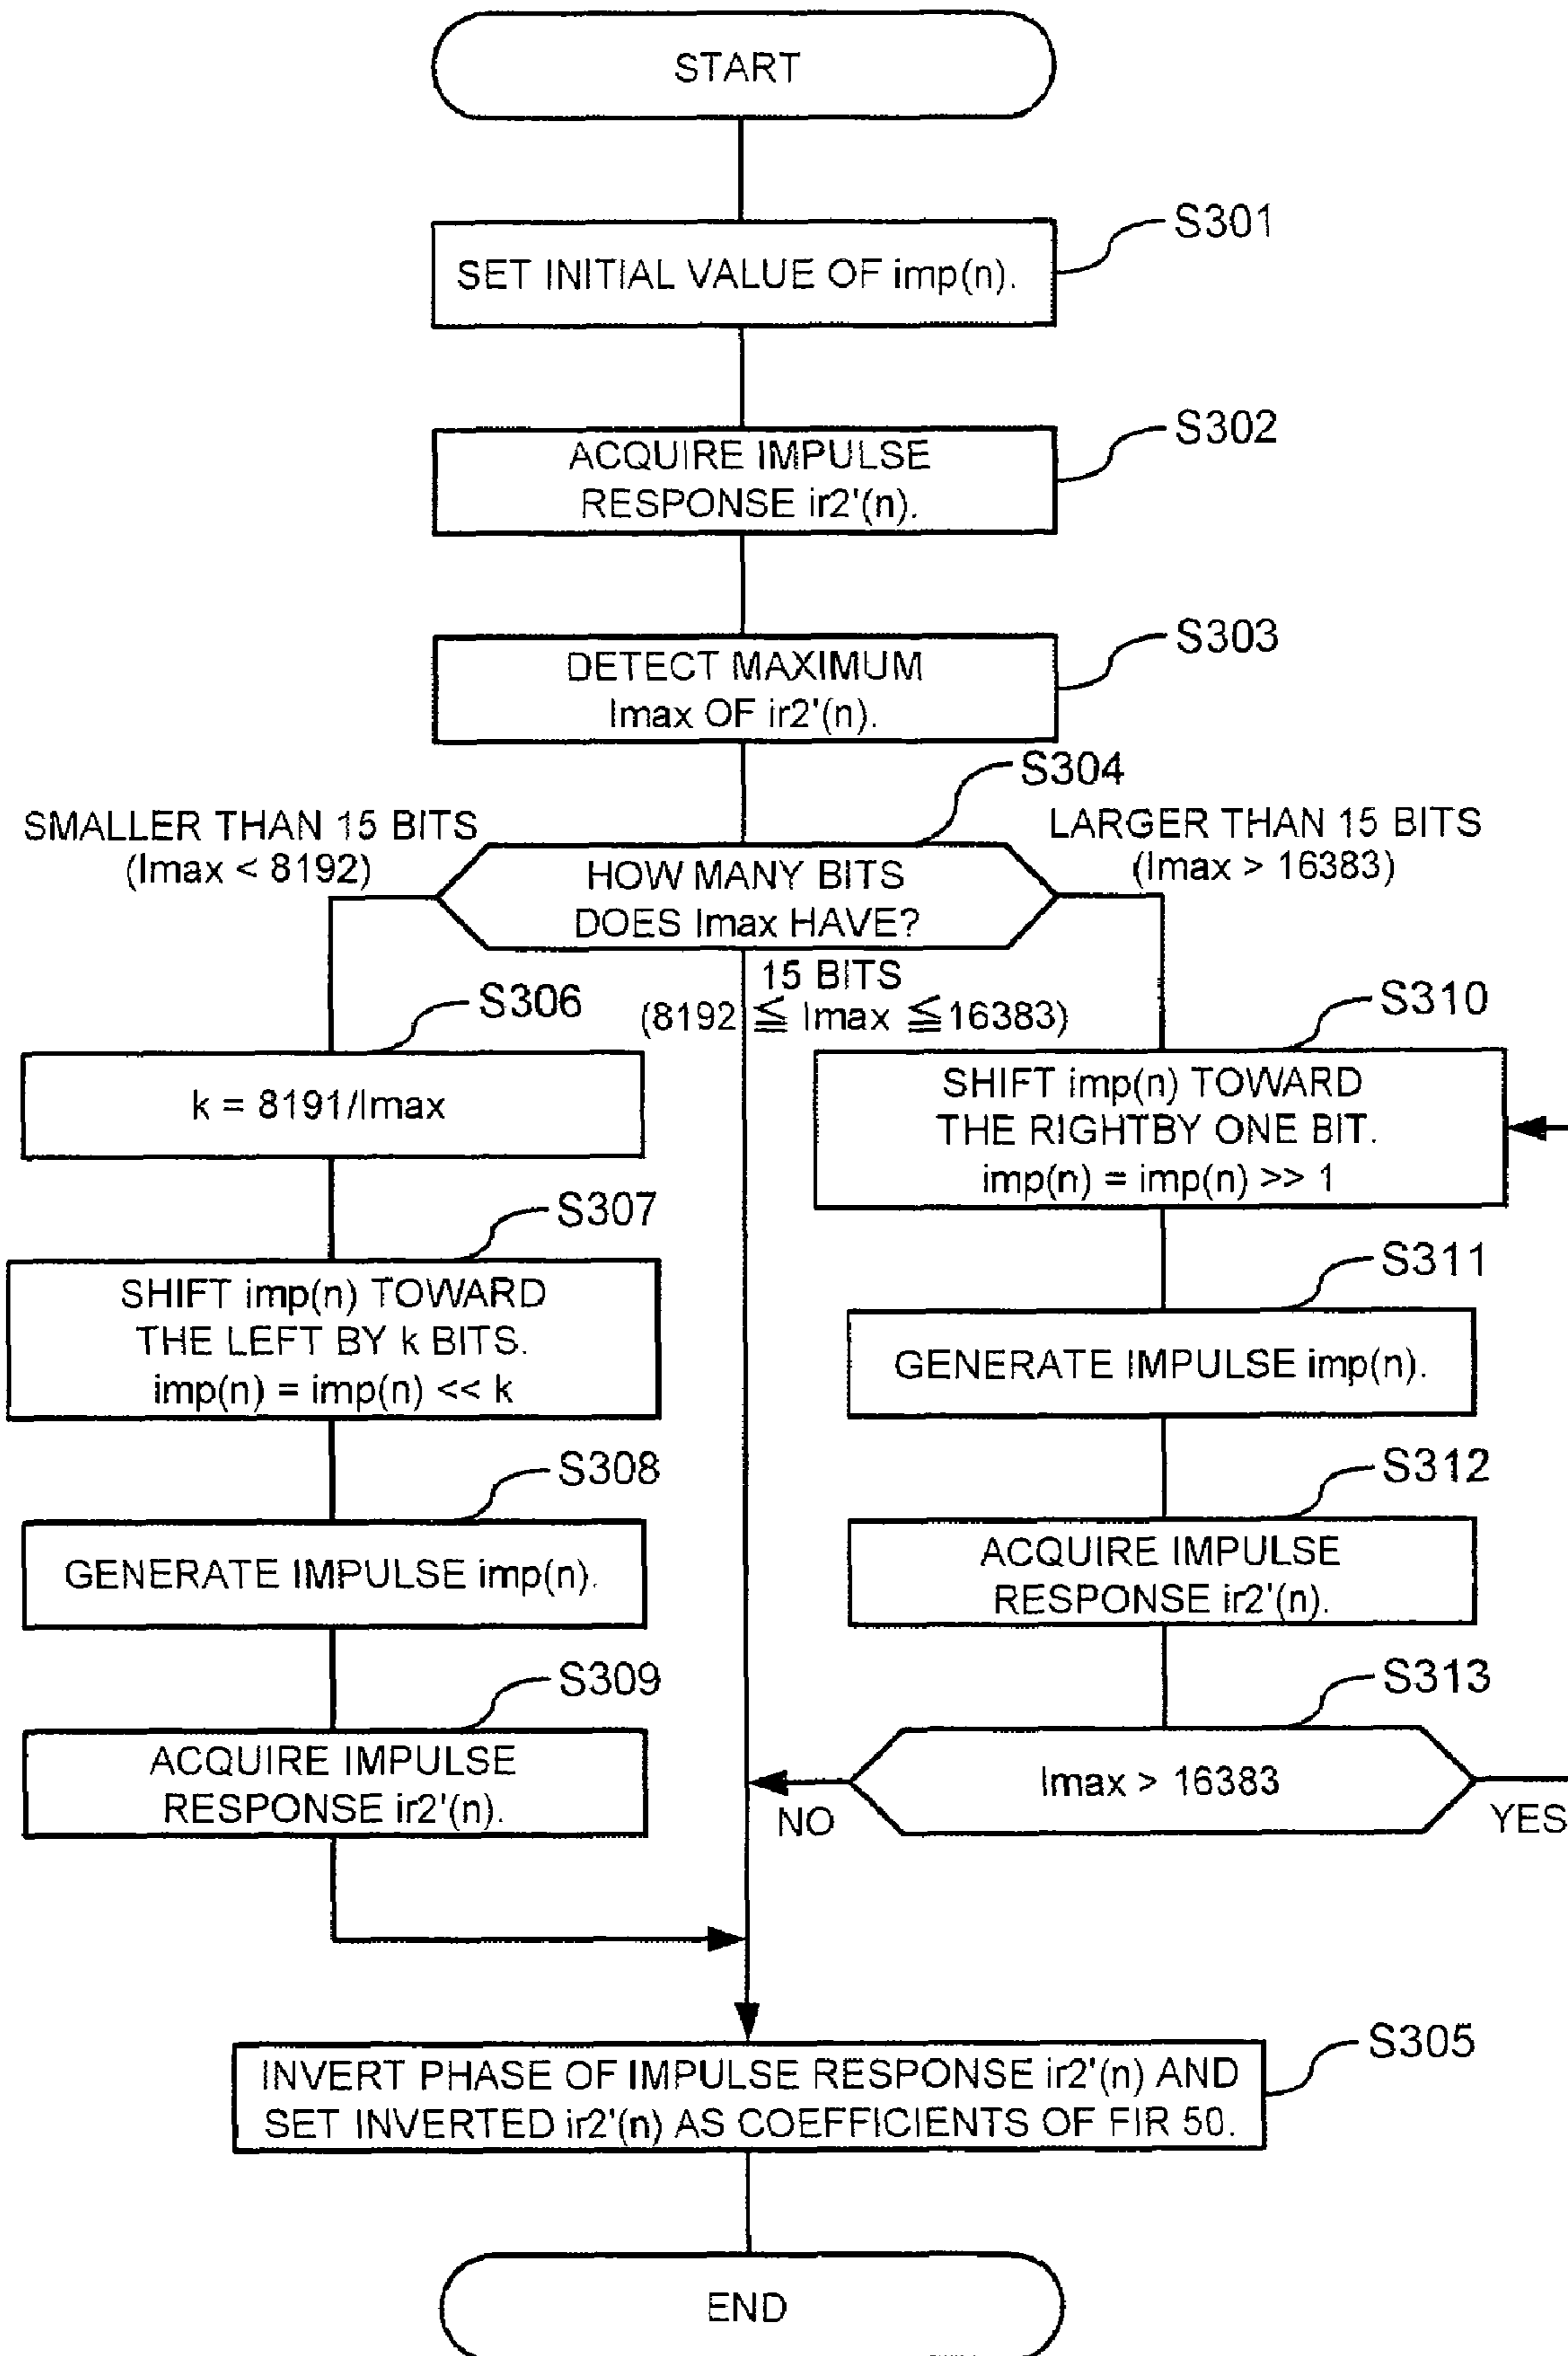 START
S301
SET INITIAL VALUE OF imp(n).
S302
ACQUIRE IMPULSE
RESPONSE ir2'(n).
S303
DETECT MAXIMUM
Imax OF ir2'(n).
S304
SMALLER THAN 15 BITS
(Imax < 8192)
LARGER THAN 15 BITS
(Imax > 16383)
HOW MANY BITS
DOES Imax HAVE?
15 BITS
(8192 ≦ Imax ≦16383)
S306
k = 8191/Imax
S307
SHIFT imp(n) TOWARD
THE LEFT BY k BITS.
imp(n) = imp(n) << k
S308
GENERATE IMPULSE imp(n).
S309
ACQUIRE IMPULSE
RESPONSE ir2'(n).
S310
SHIFT imp(n) TOWARD
THE RIGHTBY ONE BIT.
imp(n) = imp(n) >> 1
S311
GENERATE IMPULSE imp(n).
S312
ACQUIRE IMPULSE
RESPONSE ir2'(n).
S313
Imax > 16383
NO
YES
S305
INVERT PHASE OF IMPULSE RESPONSE ir2'(n) AND
SET INVERTED ir2'(n) AS COEFFICIENTS OF FIR 50.
END